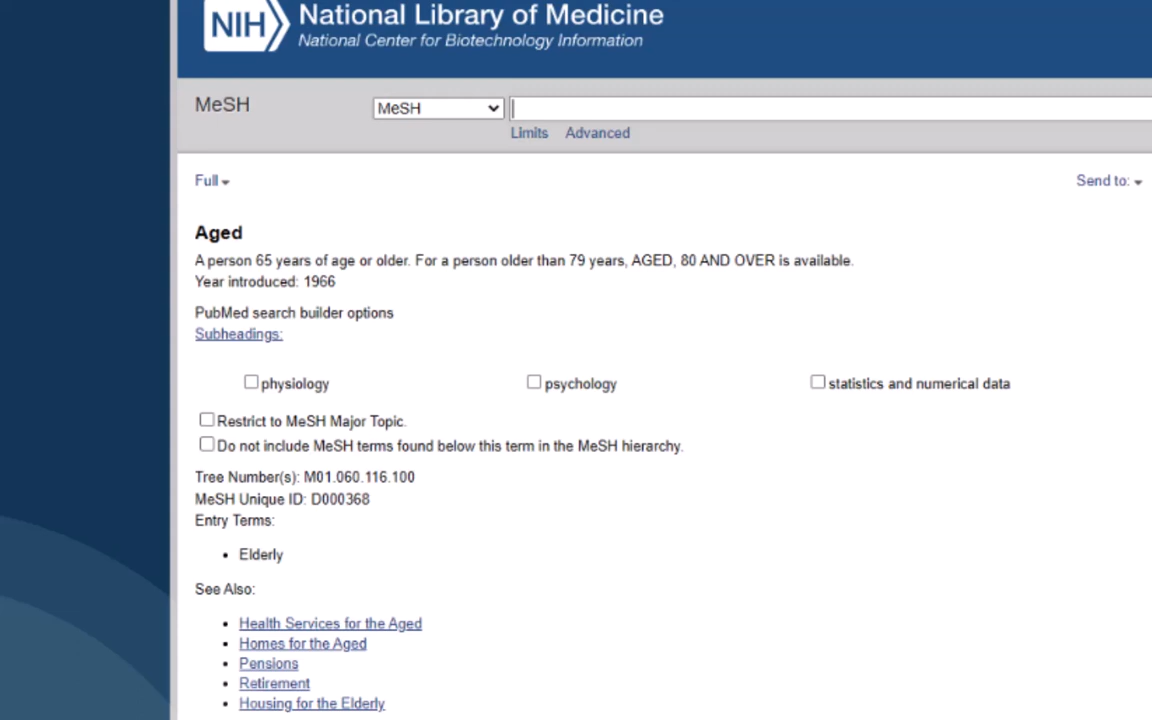 NIH National Library of Medicine
National Center for Biotechnology Information
MeSH MeSH
Limits Advanced
Full Send to:
Aged
A person 65 years of age or older. For a person older than 79 years, AGED, 80 AND OVER is available.
Year introduced: 1966
PubMed search builder options
Subheadings:
physiology psychology statistics and numerical data
Restrict to MeSH Major Topic.
Do not include MeSH terms found below this term in the MeSH hierarchy.
Tree Number(s): M01.060.116.100
MeSH Unique ID: D000368
Entry Terms:
• Elderly
See Also:
• Health Services for the Aged
• Homes for the Aged
• Pensions
• Retirement
• Housing for the Elderly